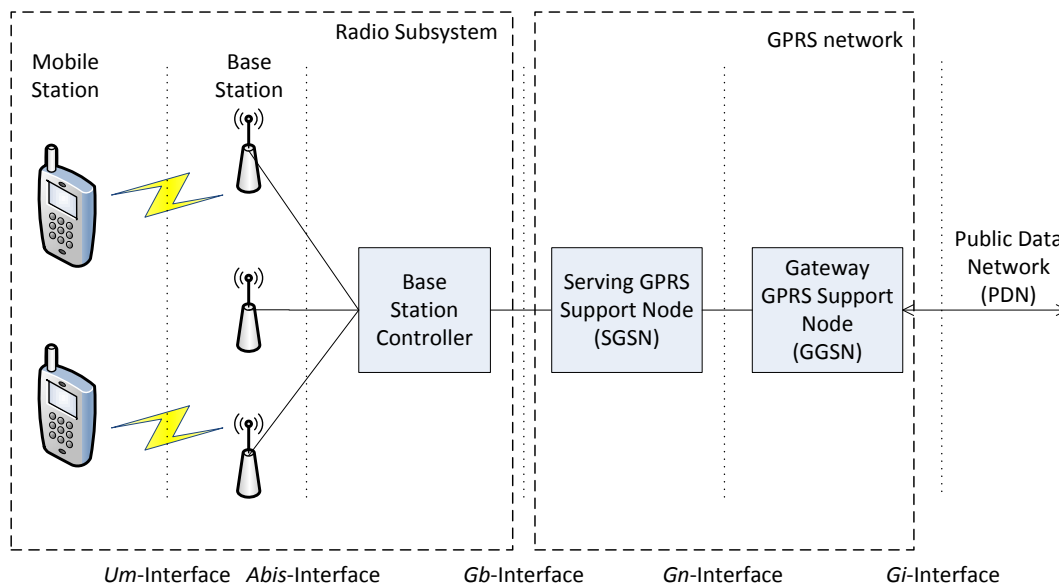 Radio Subsystem
GPRS network
Mobile
Station
Base
Station
Base
Station
Controller
Serving GPRS
Support Node
(SGSN)
Gateway
GPRS Support
Node
(GGSN)
Public Data
Network
(PDN)
Um-Interface
Abis-Interface
Gb-Interface
Gn-Interface
Gi-Interface